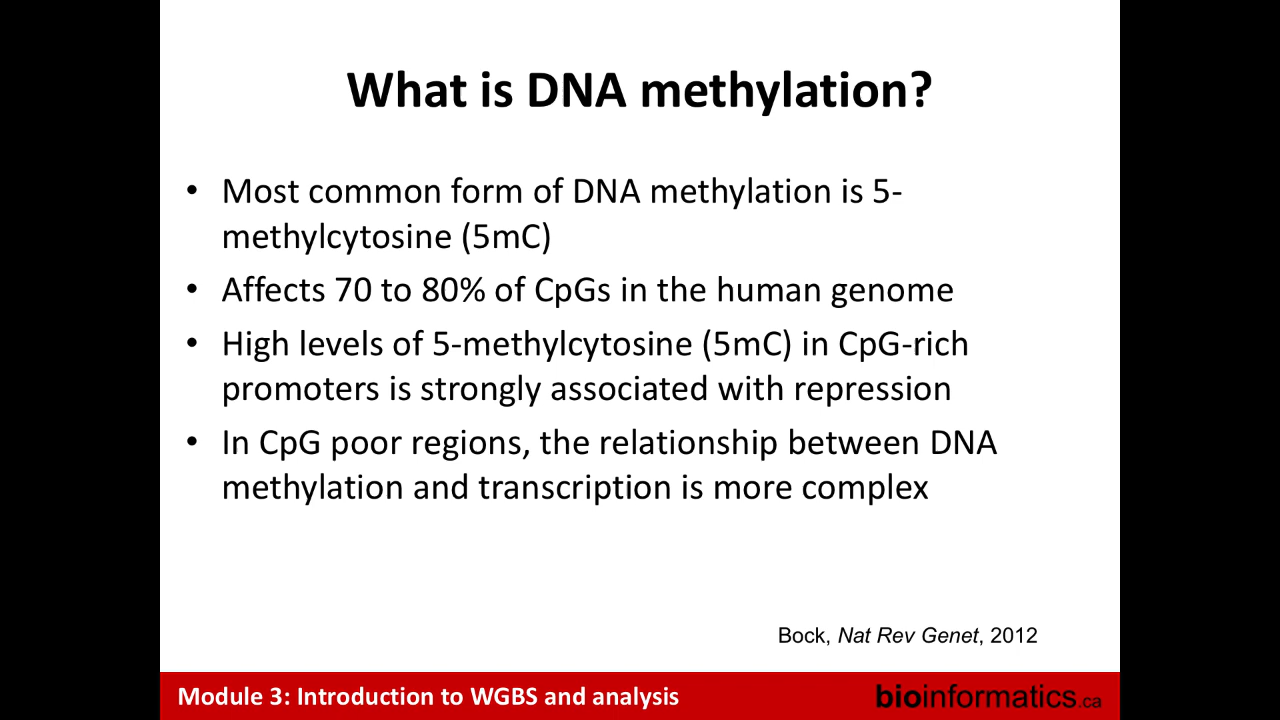 What is DNA methylation?
• Most common form of DNA methylation is 5-
methylcytosine (5mC)
• Affects 70 to 80% of CpGs in the human genome
• High levels of 5-methylcytosine (5mC) in CpG-rich
promoters is strongly associated with repression
• In CpG poor regions, the relationship between DNA
methylation and transcription is more complex
Bock, Nat Rev Genet, 2012
Module 3: Introduction to WGBS and analysis
bioinformatics.ca